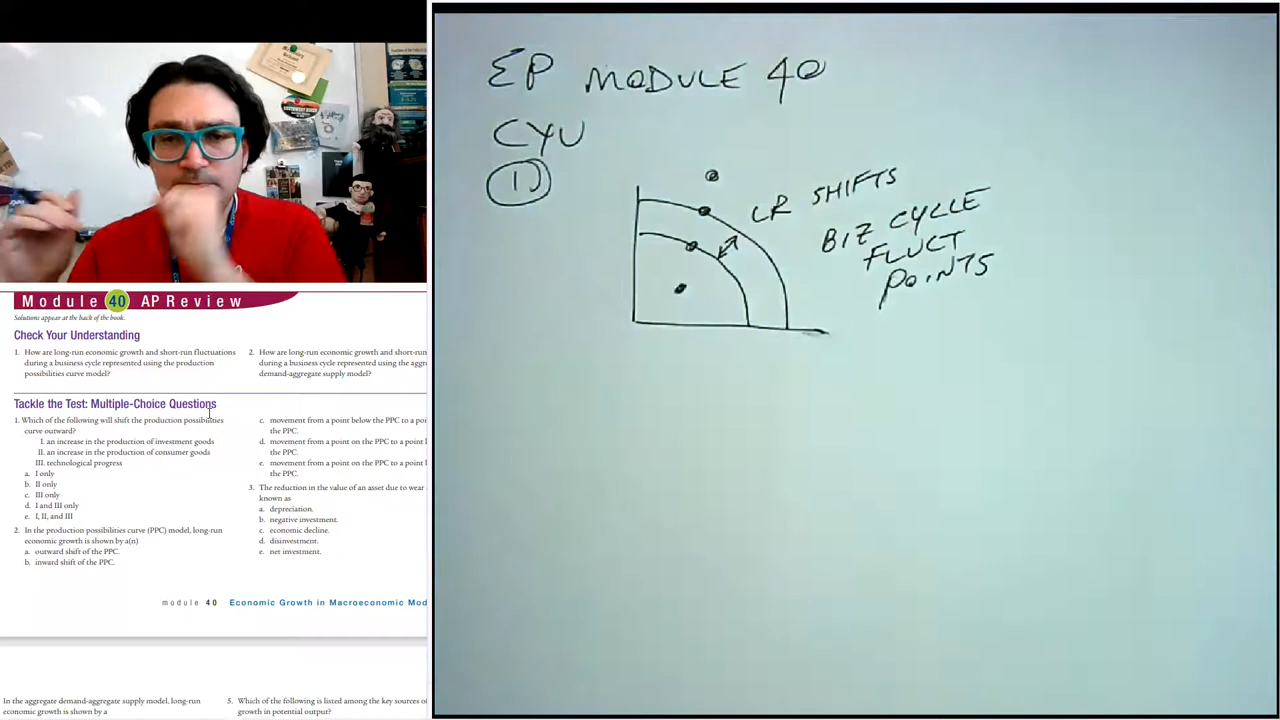 EP MODULE 40
CYU
1
LR SHIFTS
BIZ CYCLE
FLUCT
POINTS
Module 40 AP Review
Solutions appear at the back of the book.
Check Your Understanding
1. How are long-run economic growth and short-run fluctuations
during a business cycle represented using the production
possibilities curve model?
2. How are long-run economic growth and short-run
during a business cycle represented using the
demand-aggregate supply model?
Tackle the Test: Multiple-Choice Questions
1. Which of the following will shift the production possibilities
curve outward?
I. an increase in the production of investment goods
II. an increase in the production of consumer goods
III. technological progress
a. I only
b. II only
c. III only
d. I and III only
e. I, II, and III
2. In the production possibilities curve (PPC) model, long-run
economic growth is shown by a(n)
a. outward shift of the PPC.
b. inward shift of the PPC.
c. movement from a point below the PPC to a
the PPC.
d. movement from a point on the PPC to a point
the PPC.
e. movement from a point on the PPC to a point
the PPC.
3. The reduction in the value of an asset due to wear
known as
a. depreciation.
b. negative investment.
c. economic decline.
d. disinvestment.
e. net investment.
module 40 Economic Growth in Macroeconomic
In the aggregate demand-aggregate supply model, long-run
economic growth is shown by a
5. Which of the following is listed among the key sources of
growth in potential output?